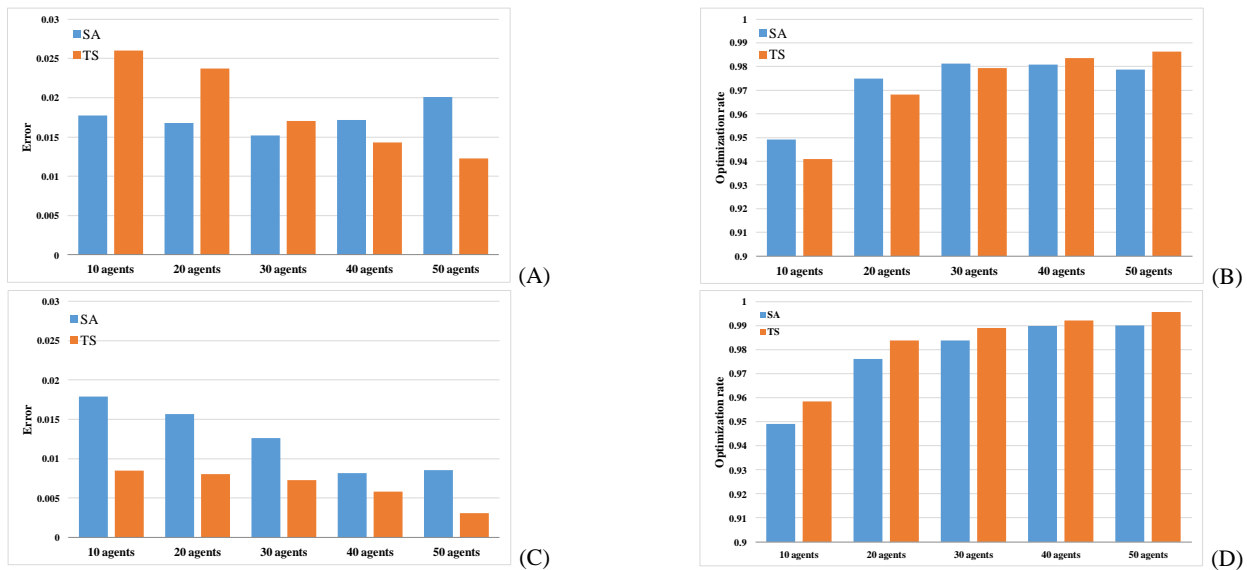 0.03
0.025
0.02
0.015
0.01
0.005
0
Error
SA
TS
10 agents 20 agents 30 agents 40 agents 50 agents
(A)
1
0.99
0.98
0.97
0.96
0.95
0.94
0.93
0.92
0.91
0.9
Optimization rate
SA
TS
10 agents 20 agents 30 agents 40 agents 50 agents
(B)
0.03
0.025
0.02
0.015
0.01
0.005
0
Error
SA
TS
10 agents 20 agents 30 agents 40 agents 50 agents
(C)
1
0.99
0.98
0.97
0.96
0.95
0.94
0.93
0.92
0.91
0.9
Optimization rate
SA
TS
10 agents 20 agents 30 agents 40 agents 50 agents
(D)